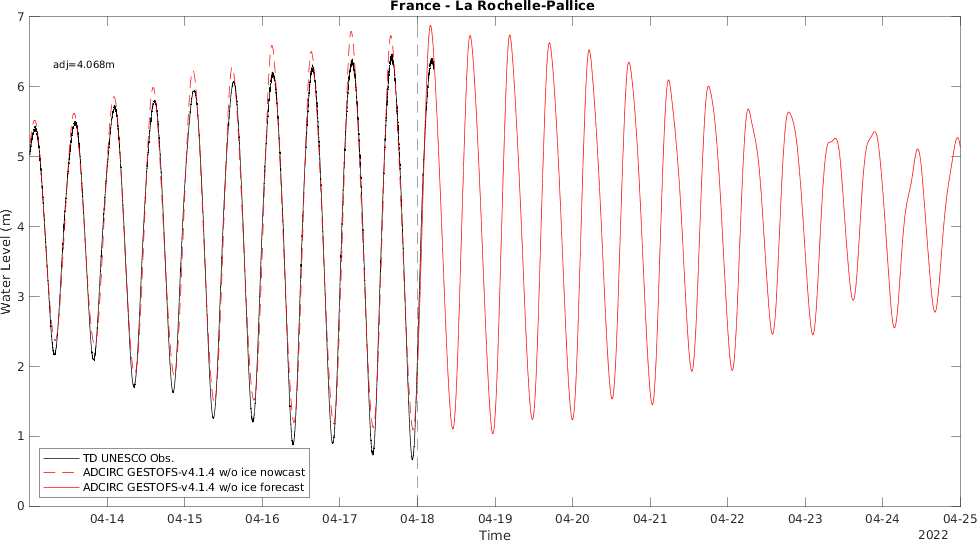 France - La Rochelle-Pallice
adj=4.068m
7
6
5
4
3
2
1
0
Water Level (m)
TD UNESCO Obs.
ADCIRC GESTOFS-v4.1.4 w/o ice nowcast
ADCIRC GESTOFS-v4.1.4 w/o ice forecast
04-14 04-15 04-16 04-17 04-18 04-19 04-20 04-21 04-22 04-23 04-24 04-25
2022
Time